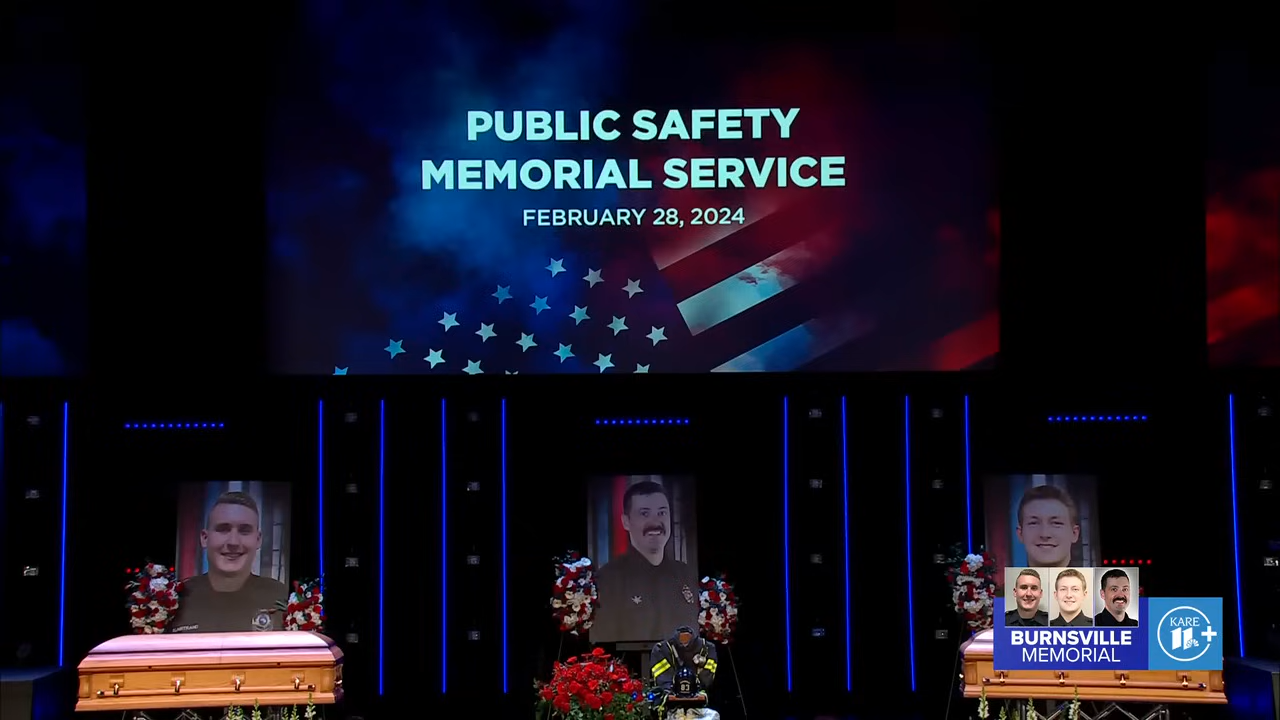 PUBLIC SAFETY
MEMORIAL SERVICE
FEBRUARY 28, 2024
KARE
11+
BURNSVILLE
MEMORIAL